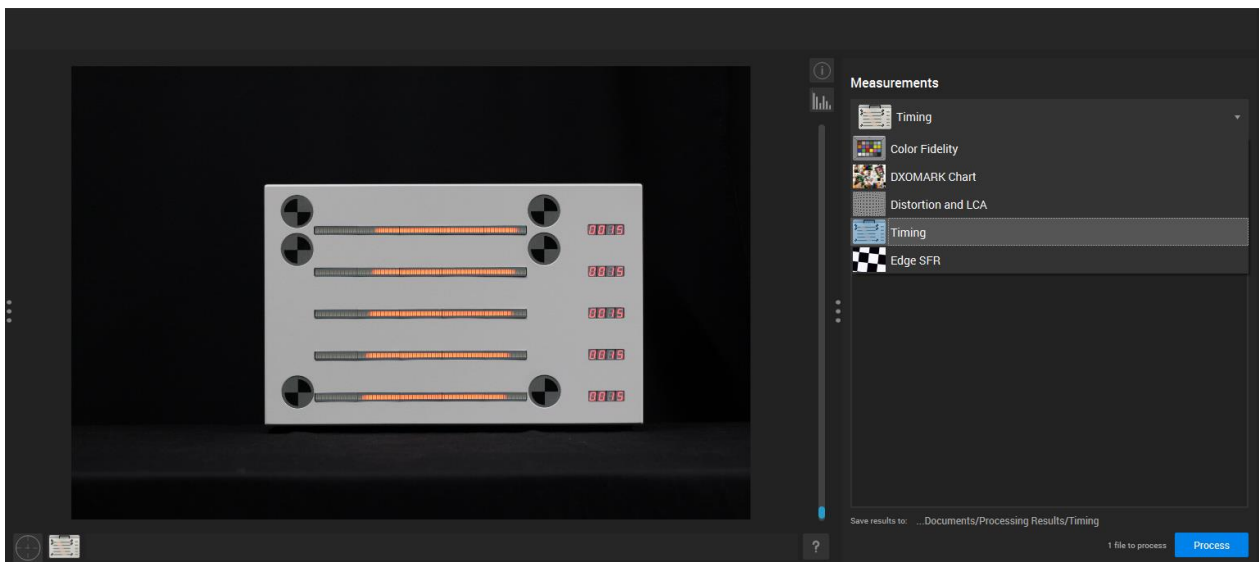 Measurements
Timing
Color Fidelity
DXOMARK Chart
Distortion and LCA
Timing
Edge SFR
Save results to: ...Documents/Processing Results/Timing
1 file to process Process
?